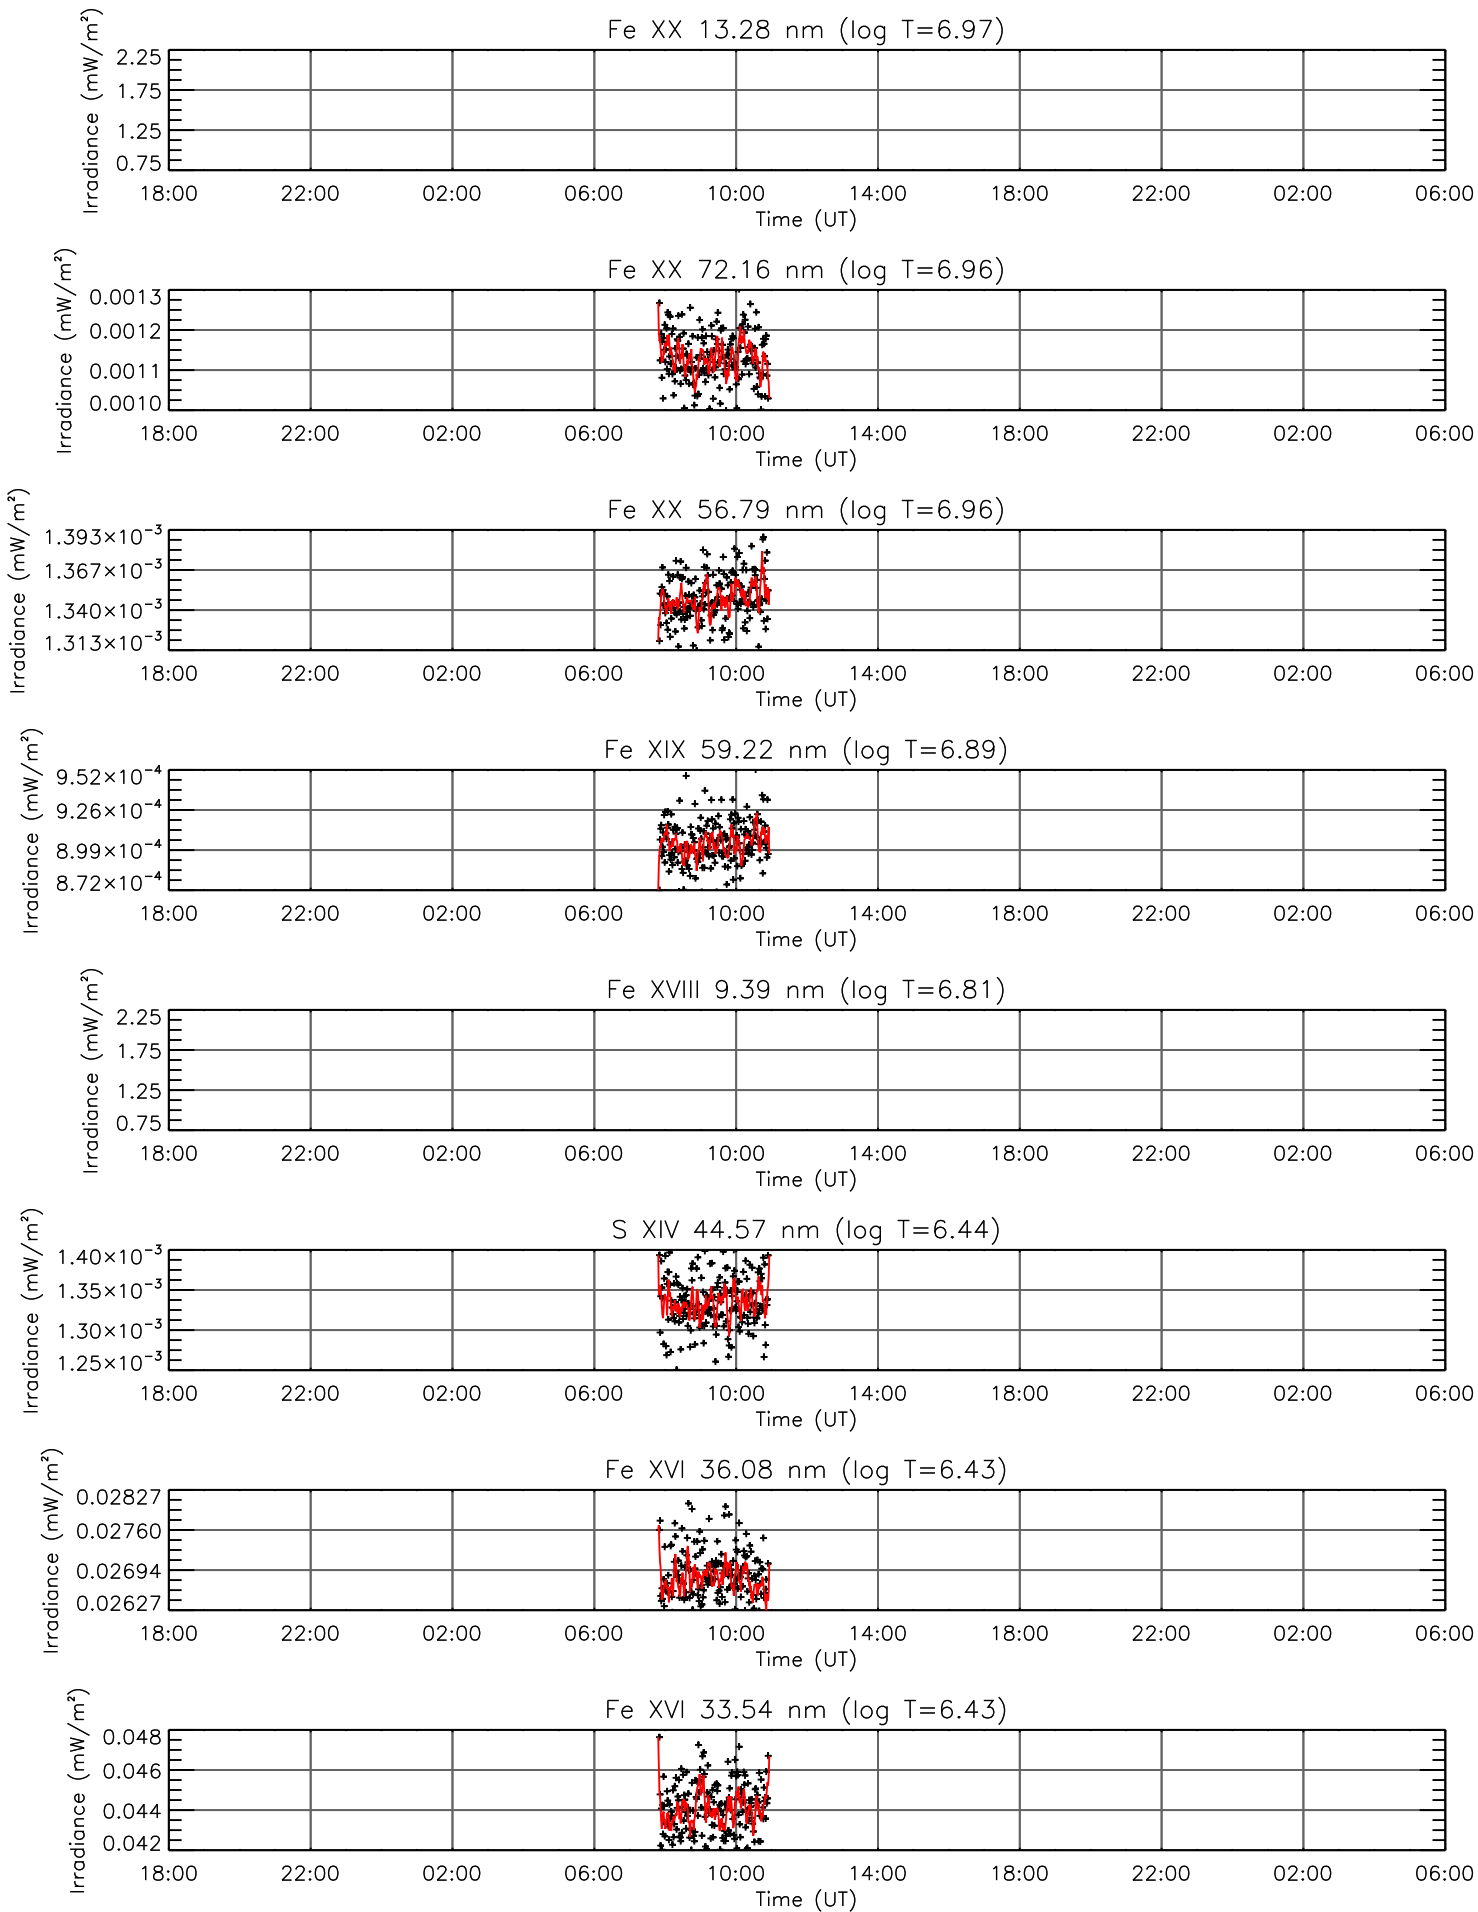 Fe XX 13.28 nm (log T=6.97)
Irradiance (mW/m²)
2.25
1.75
1.25
0.75
18:00 22:00 02:00 06:00 10:00 14:00 18:00 22:00 02:00 06:00
Time (UT)
Fe XX 72.16 nm (log T=6.96)
Irradiance (mW/m²)
0.0013
0.0012
0.0011
0.0010
18:00 22:00 02:00 06:00 10:00 14:00 18:00 22:00 02:00 06:00
Time (UT)
Fe XX 56.79 nm (log T=6.96)
Irradiance (mW/m²)
1.393×10⁻³
1.367×10⁻³
1.340×10⁻³
1.313×10⁻³
18:00 22:00 02:00 06:00 10:00 14:00 18:00 22:00 02:00 06:00
Time (UT)
Fe XIX 59.22 nm (log T=6.89)
Irradiance (mW/m²)
9.52×10⁻⁴
9.26×10⁻⁴
8.99×10⁻⁴
8.72×10⁻⁴
18:00 22:00 02:00 06:00 10:00 14:00 18:00 22:00 02:00 06:00
Time (UT)
Fe XVIII 9.39 nm (log T=6.81)
Irradiance (mW/m²)
2.25
1.75
1.25
0.75
18:00 22:00 02:00 06:00 10:00 14:00 18:00 22:00 02:00 06:00
Time (UT)
S XIV 44.57 nm (log T=6.44)
Irradiance (mW/m²)
1.40×10⁻³
1.35×10⁻³
1.30×10⁻³
1.25×10⁻³
18:00 22:00 02:00 06:00 10:00 14:00 18:00 22:00 02:00 06:00
Time (UT)
Fe XVI 36.08 nm (log T=6.43)
Irradiance (mW/m²)
0.02827
0.02760
0.02694
0.02627
18:00 22:00 02:00 06:00 10:00 14:00 18:00 22:00 02:00 06:00
Time (UT)
Fe XVI 33.54 nm (log T=6.43)
Irradiance (mW/m²)
0.048
0.046
0.044
0.042
18:00 22:00 02:00 06:00 10:00 14:00 18:00 22:00 02:00 06:00
Time (UT)